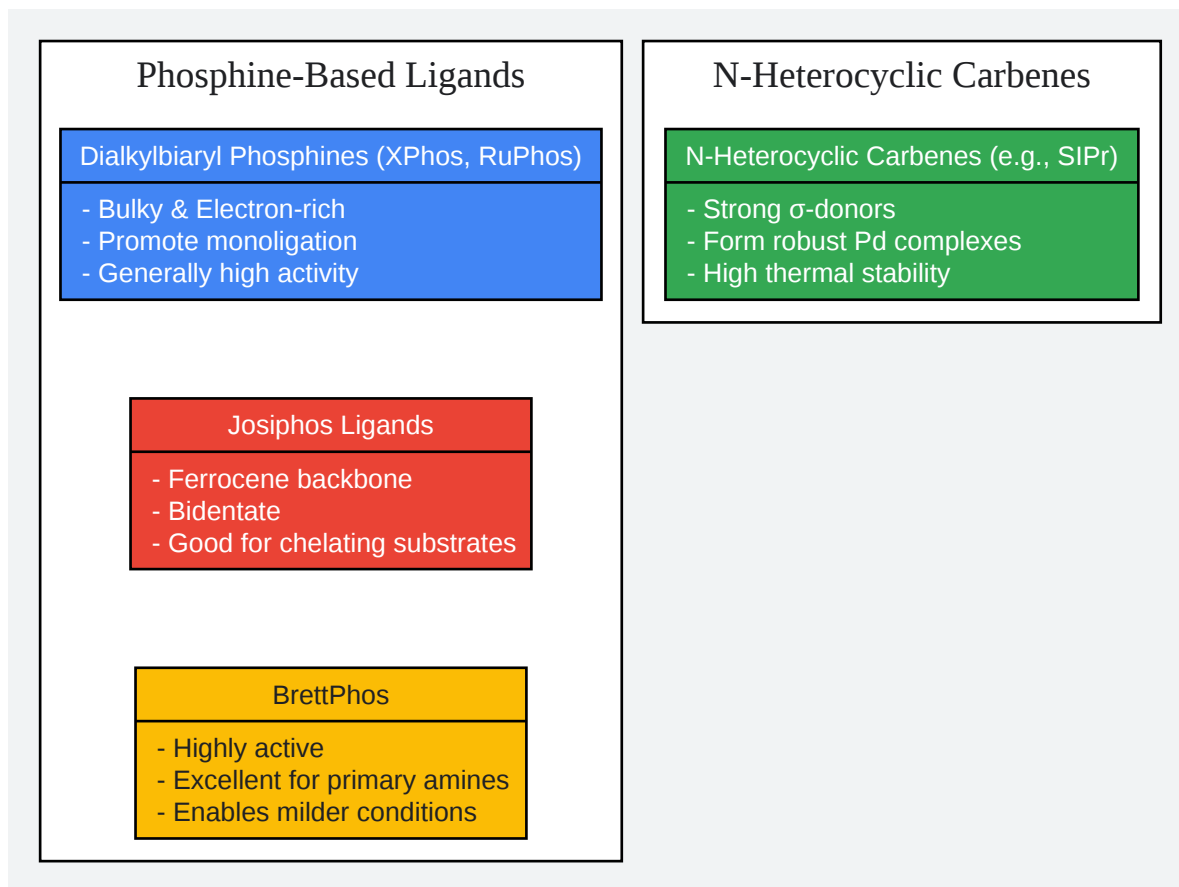 Phosphine-Based Ligands
Dialkylbiaryl Phosphines (XPhos, RuPhos)
- Bulky & Electron-rich
- Promote monoligation
- Generally high activity
Josiphos Ligands
- Ferrocene backbone
- Bidentate
- Good for chelating substrates
BrettPhos
- Highly active
- Excellent for primary amines
- Enables milder conditions
N-Heterocyclic Carbenes
N-Heterocyclic Carbenes (e.g., SIPr)
- Strong σ-donors
- Form robust Pd complexes
- High thermal stability